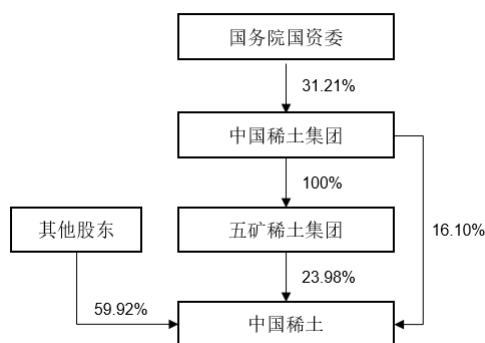 国务院国资委
31.21%
中国稀土集团
100%
其他股东
五矿稀土集团
16.10%
23.98%
59.92%
中国稀土